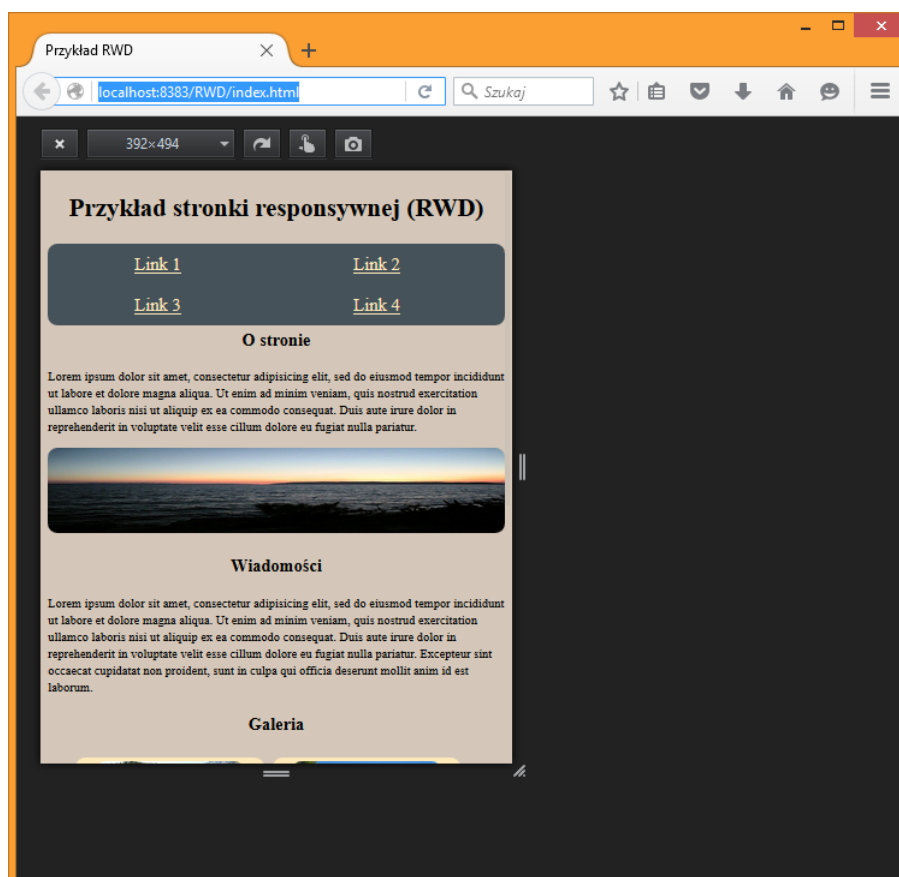 Przykład RWD
localhost:8383/RWD/index.html
Szukaj
392×494
Przykład stronki responsywnej (RWD)
Link 1 Link 2
Link 3 Link 4
O stronie
Lorem ipsum dolor sit amet, consectetur adipisicing elit, sed do eiusmod tempor incididunt
ut labore et dolore magna aliqua. Ut enim ad minim veniam, quis nostrud exercitation
ullamco laboris nisi ut aliquip ex ea commodo consequat. Duis aute irure dolor in
reprehenderit in voluptate velit esse cillum dolore eu fugiat nulla pariatur.
Wiadomości
Lorem ipsum dolor sit amet, consectetur adipisicing elit, sed do eiusmod tempor incididunt
ut labore et dolore magna aliqua. Ut enim ad minim veniam, quis nostrud exercitation
ullamco laboris nisi ut aliquip ex ea commodo consequat. Duis aute irure dolor in
reprehenderit in voluptate velit esse cillum dolore eu fugiat nulla pariatur. Excepteur sint
occaecat cupidatat non proident, sunt in culpa qui officia deserunt mollit anim id est
laborum.
Galeria